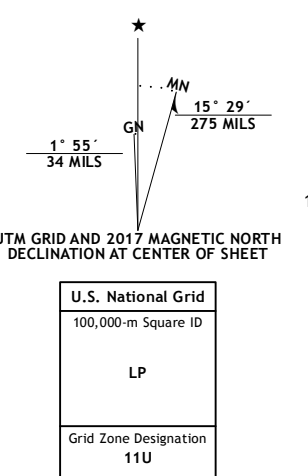 ★
MN
GN
15° 29´
275 MILS
1° 55´
34 MILS
UTM GRID AND 2017 MAGNETIC NORTH
DECLINATION AT CENTER OF SHEET
U.S. National Grid
100,000-m Square ID
LP
Grid Zone Designation
11U